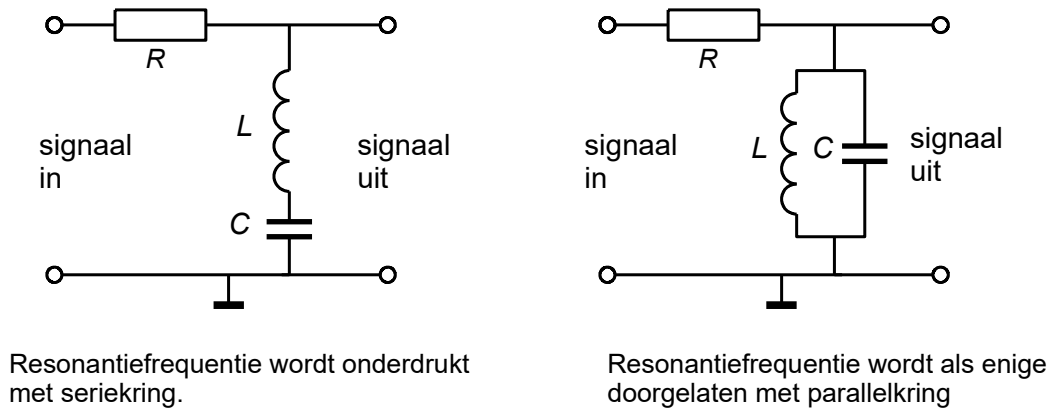 R
L
C
signaal
in
signaal
uit
Resonantiefrequentie wordt onderdrukt
met seriekring.
R
L
C
signaal
in
signaal
uit
Resonantiefrequentie wordt als enige
doorgelaten met parallelkring